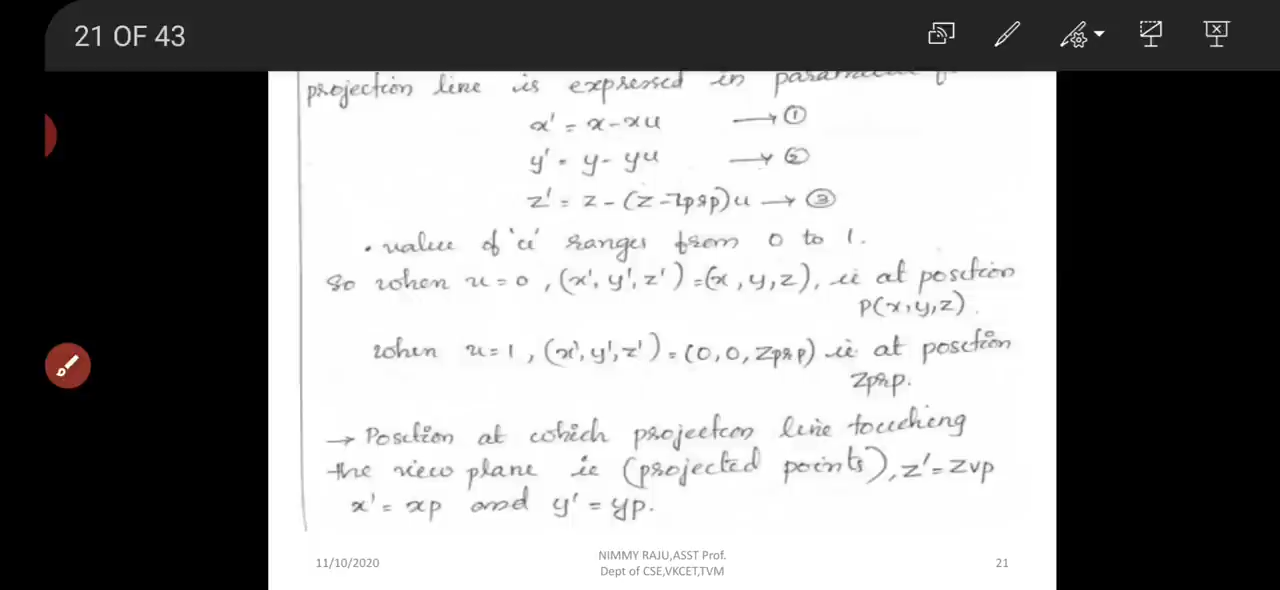 21 OF 43
projection line is expressed in
x' = x - xu → ①
y' = y - yu → ②
z' = z - (z - zprp)u → ③
. value of 'u' ranges from 0 to 1.
So when u = 0, (x', y', z') = (x, y, z), ie at position
P(x, y, z).
when u = 1, (x', y', z') = (0, 0, Zprp) ie at position
Zprp.
→ Position at which projection line touching
the view plane ie (projected points), z' = zvp
x' = xp and y' = yp.
11/10/2020
NIMMY RAJU,ASST Prof.
Dept of CSE,VKCET,TVM
21